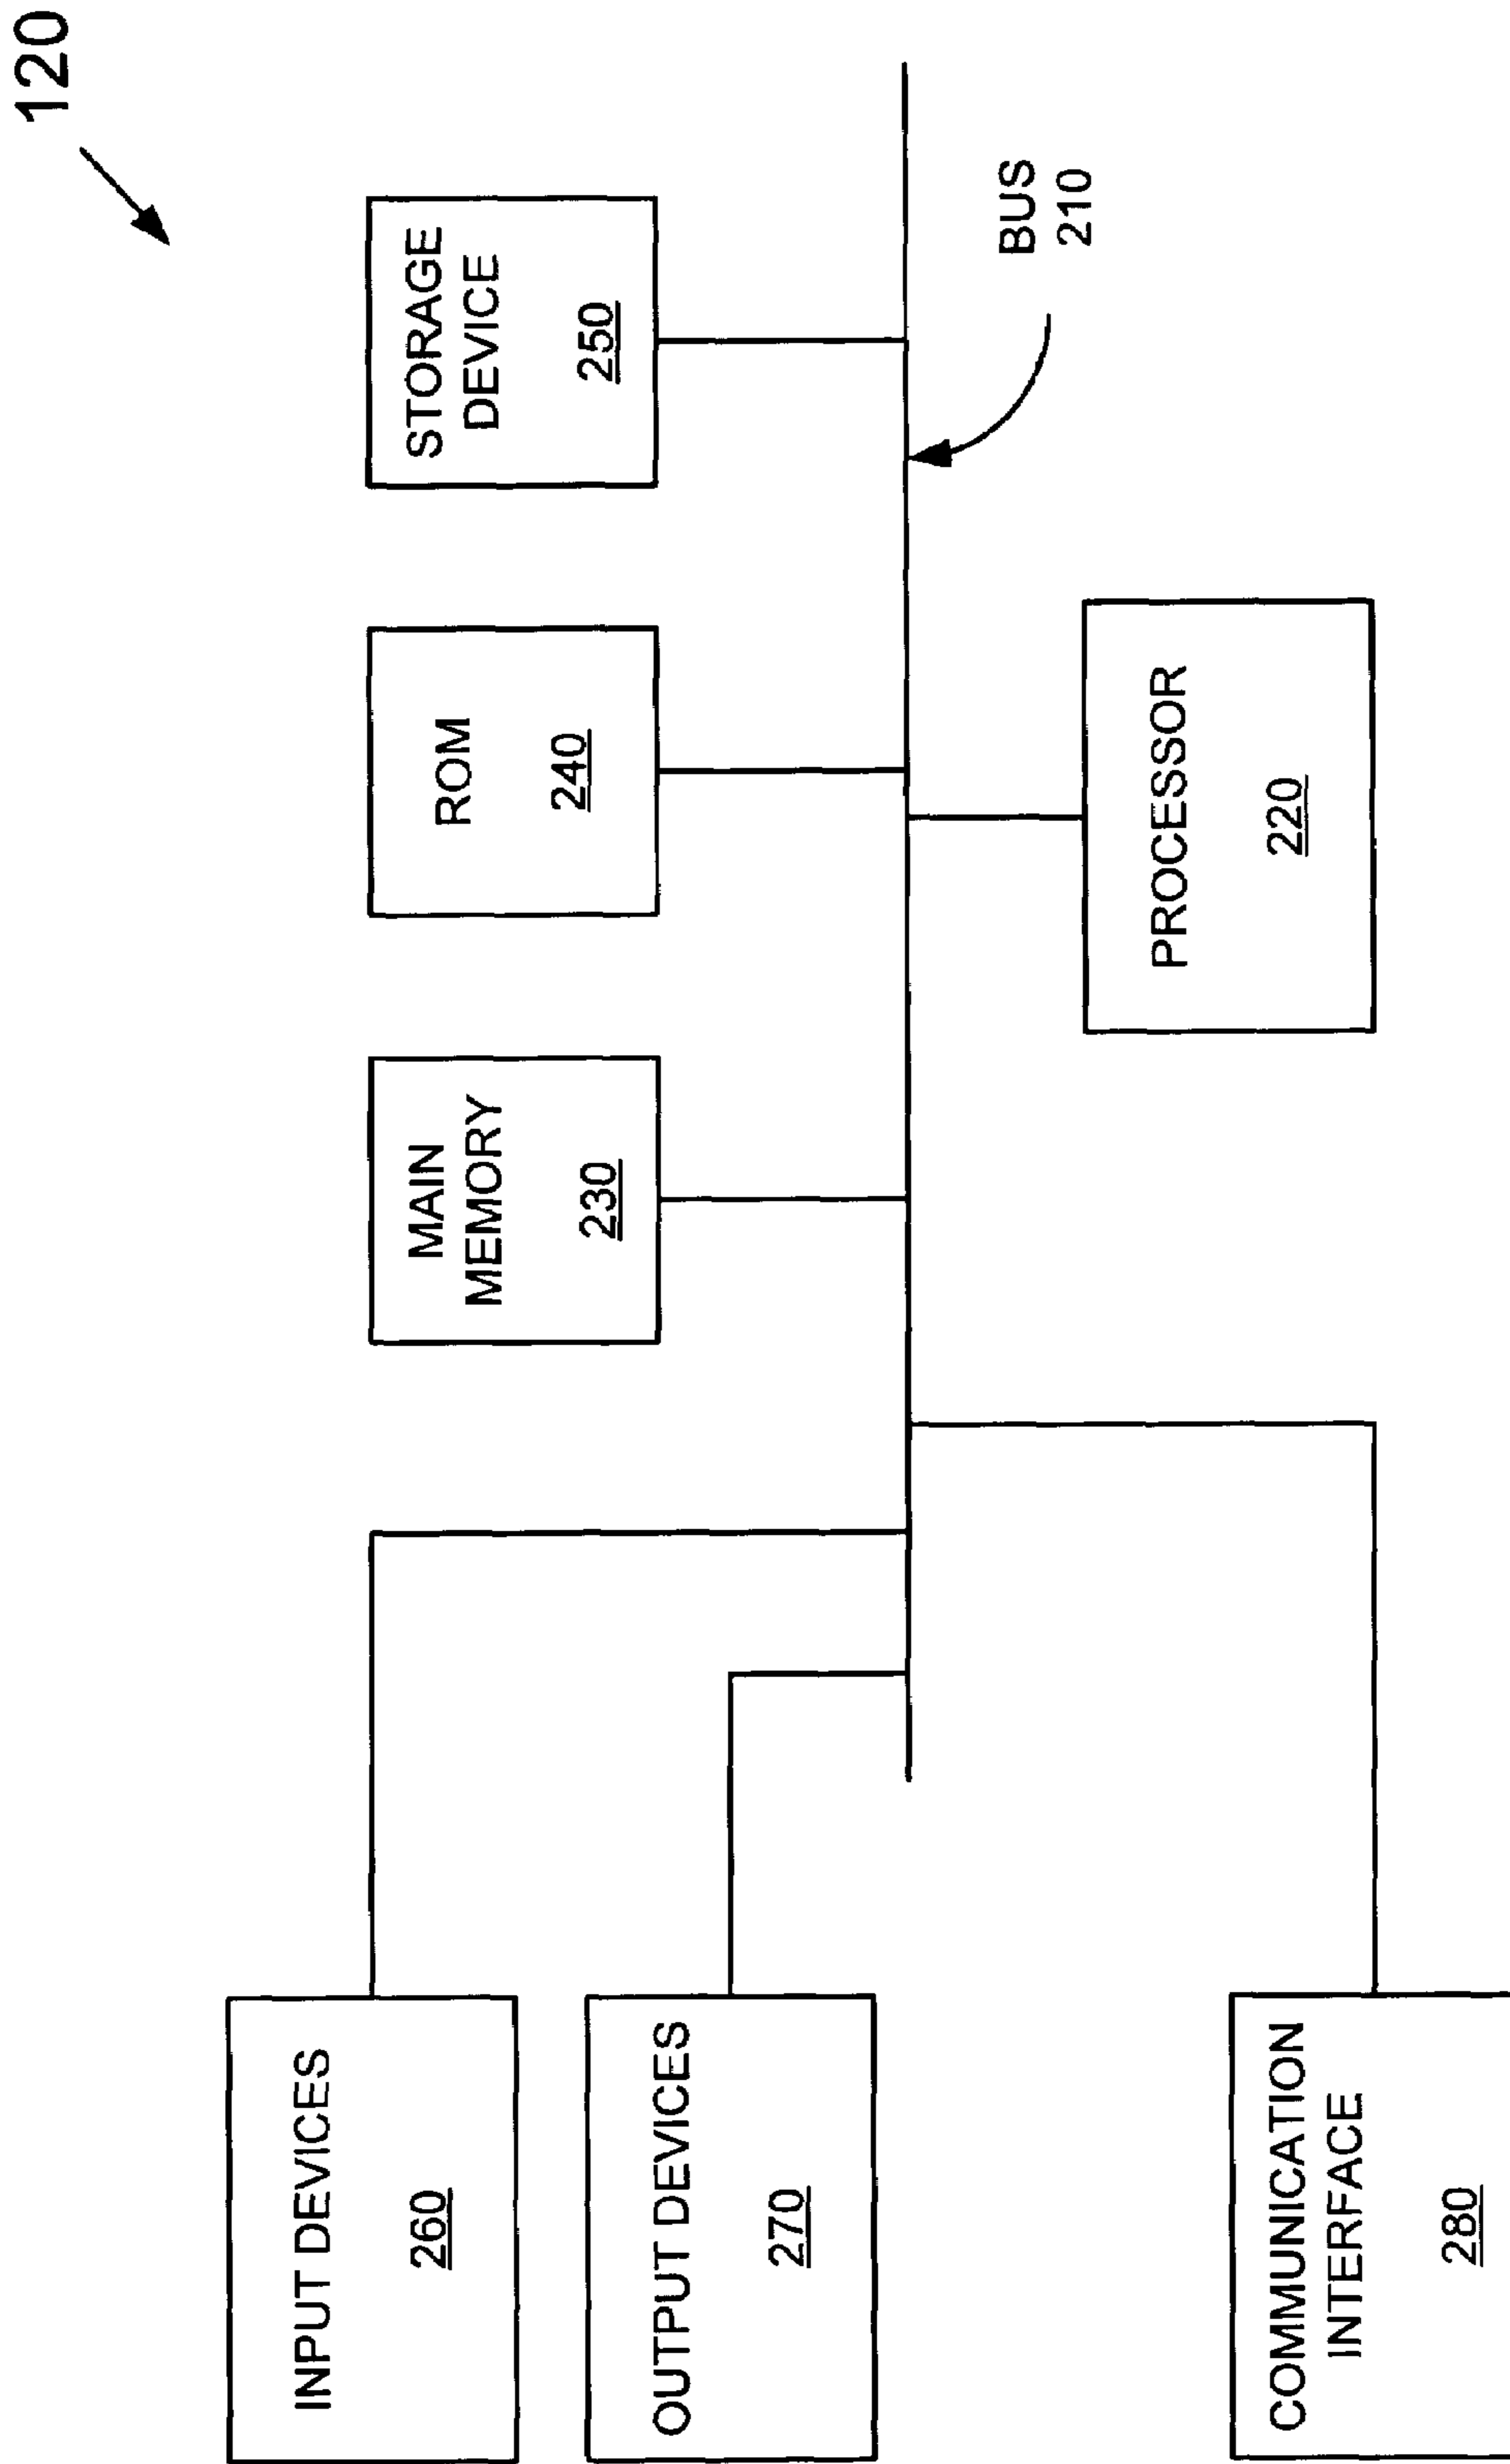 120
STORAGE
DEVICE
250
ROM
240
MAIN
MEMORY
230
BUS
210
PROCESSOR
220
INPUT DEVICES
260
OUTPUT DEVICES
270
COMMUNICATION
INTERFACE
280